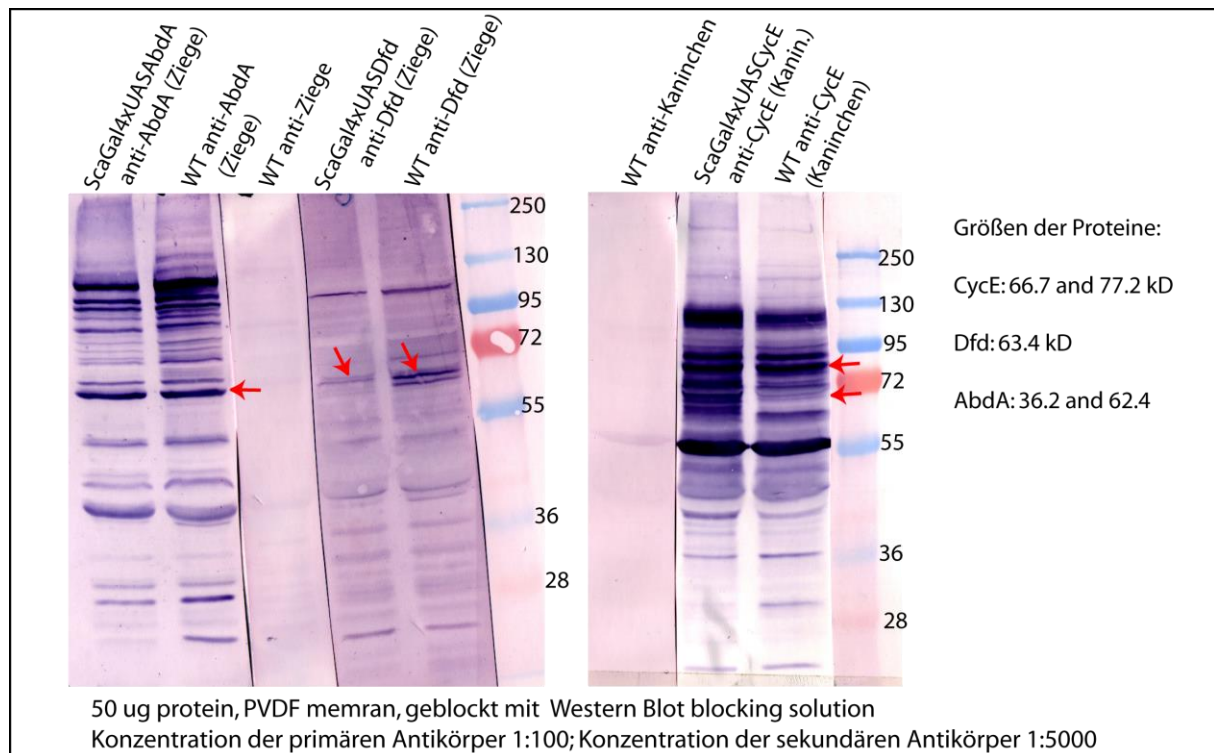 ScaGal4xUASAbdA
anti-AbdA (Ziege)
WT anti-AbdA
(Ziege)
WT anti-Ziege
ScaGal4xUASDfd
anti-Dfd (Ziege)
WT anti-Dfd (Ziege)
250
130
95
72
55
36
28
WT anti-Kaninchen
ScaGal4xUASCycE
anti-CycE (Kanin.)
WT anti-CycE
(Kaninchen)
250
130
95
72
55
36
28
Größen der Proteine:
CycE: 66.7 and 77.2 kD
Dfd: 63.4 kD
AbdA: 36.2 and 62.4
50 ug protein, PVDF memran, geblockt mit Western Blot blocking solution
Konzentration der primären Antikörper 1:100; Konzentration der sekundären Antikörper 1:5000